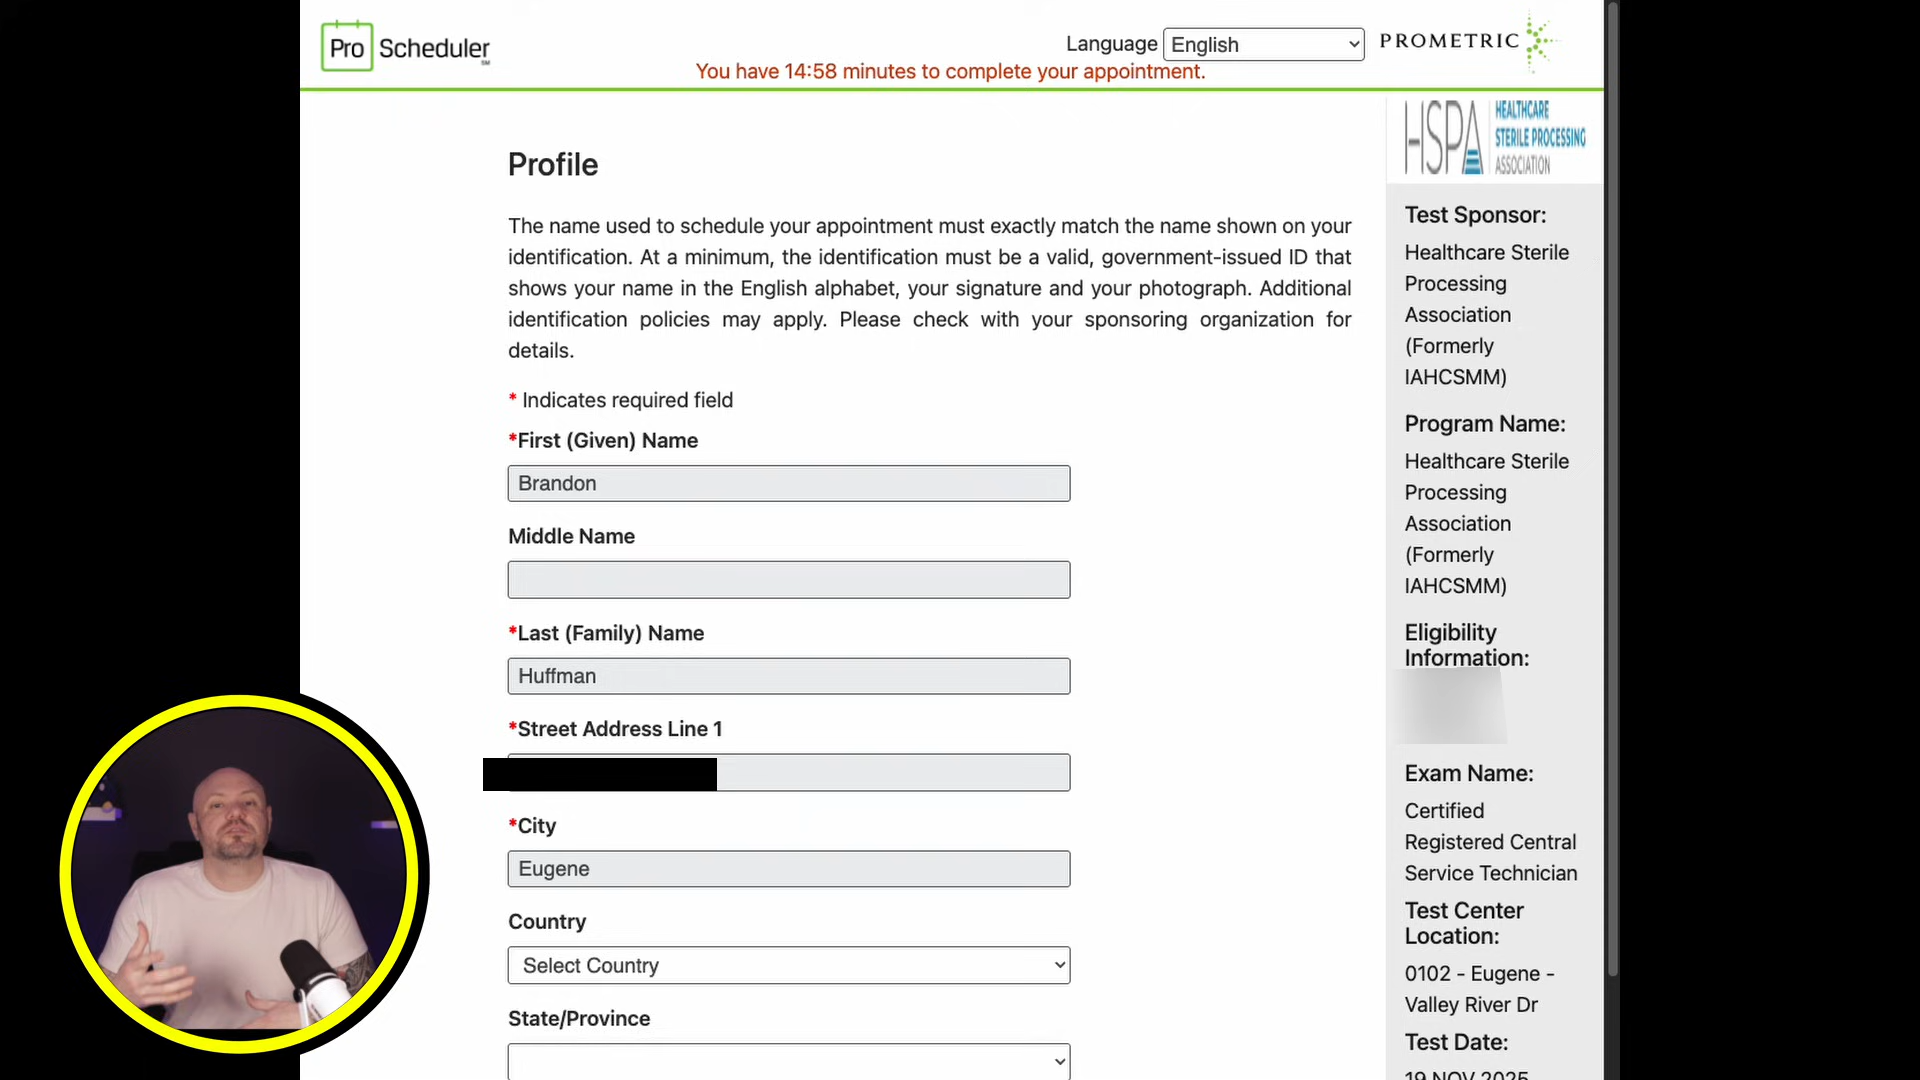 Pro Scheduler
Language English
PROMETRIC
You have 14:58 minutes to complete your appointment.
HSPA HEALTHCARE
STERILE PROCESSING
ASSOCIATION
Profile
The name used to schedule your appointment must exactly match the name shown on your
identification. At a minimum, the identification must be a valid, government-issued ID that
shows your name in the English alphabet, your signature and your photograph. Additional
identification policies may apply. Please check with your sponsoring organization for
details.
* Indicates required field
*First (Given) Name
Brandon
Middle Name
*Last (Family) Name
Huffman
*Street Address Line 1
*City
Eugene
Country
Select Country
State/Province
Test Sponsor:
Healthcare Sterile
Processing
Association
(Formerly
IAHCSMM)
Program Name:
Healthcare Sterile
Processing
Association
(Formerly
IAHCSMM)
Eligibility
Information:
Exam Name:
Certified
Registered Central
Service Technician
Test Center
Location:
0102 - Eugene -
Valley River Dr
Test Date:
19 NOV 2025